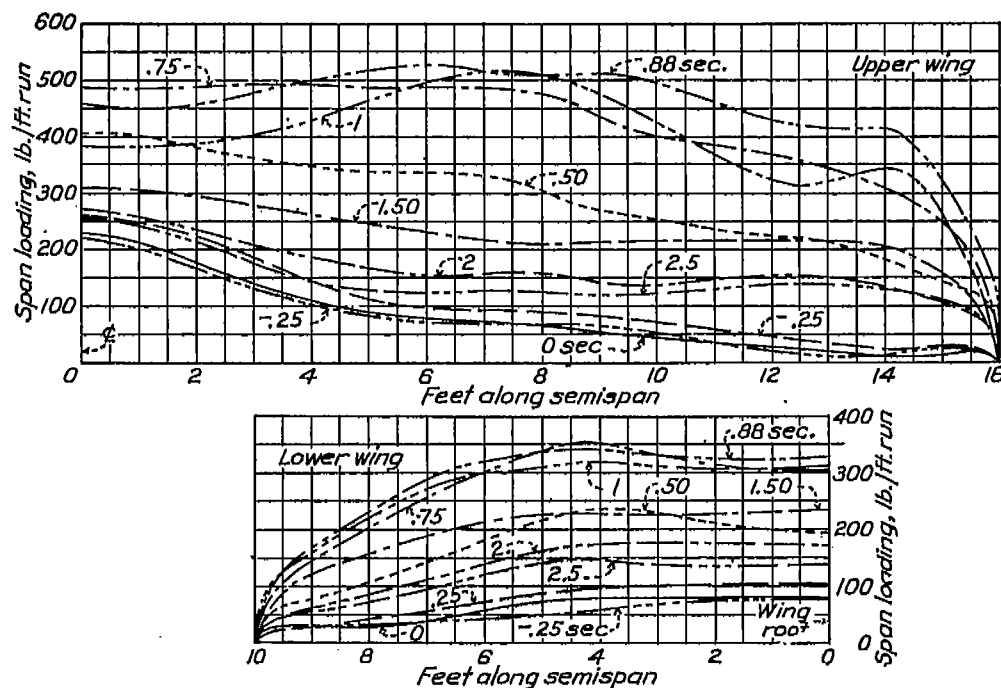 600
500
400
300
200
100
0
Span loading, lb./ft.run
.75
.88 sec.
Upper wing
1
.50
1.50
2
2.5
-.25
.25
0 sec.
℄
0 2 4 6 8 10 12 14 16
Feet along semispan
Lower wing
.88 sec.
400
300
200
100
0
Span loading, lb./ft.run
1
.50
1.50
.75
2
2.5
.25
0
-.25 sec.
Wing root
10 8 6 4 2 0
Feet along semispan